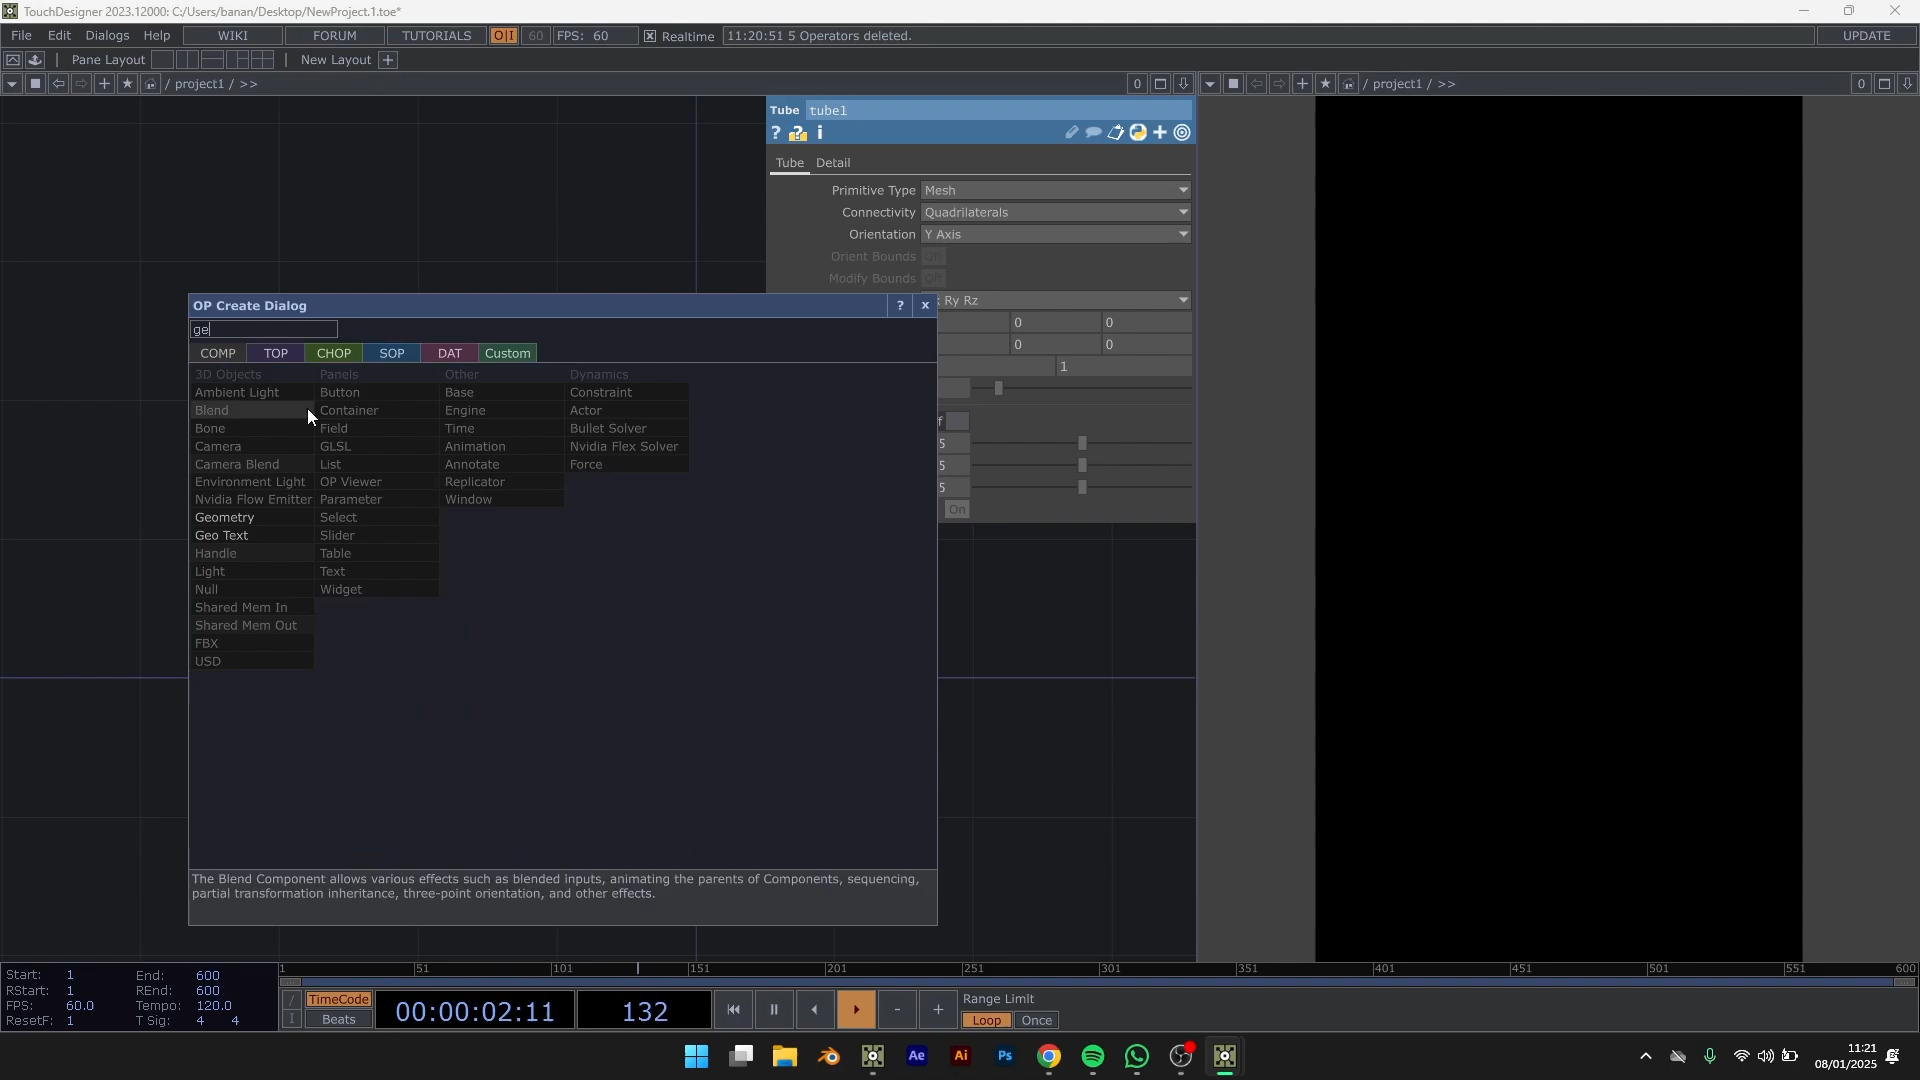 TouchDesigner 2023.12000: C:/Users/banan/Desktop/NewProject.1.toe*
File Edit Dialogs Help WIKI FORUM TUTORIALS O|I 60 FPS: 60 Realtime 11:20:51 5 Operators deleted. UPDATE
Pane Layout New Layout +
/ project1 / >> 0 / project1 / >> 0
Tube tube1
? ? i
Tube Detail
Primitive Type Mesh
Connectivity Quadrilaterals
Orientation Y Axis
Orient Bounds Off
Modify Bounds Off
OP Create Dialog ? x
Ry Rz
ge
0 0
COMP TOP CHOP SOP DAT Custom
0 0
1
3D Objects Panels Other Dynamics
Ambient Light Button Base Constraint
Blend Container Engine Actor
Bone Field Time Bullet Solver
Camera GLSL Animation Nvidia Flex Solver
Camera Blend List Annotate Force
Environment Light OP Viewer Replicator
Nvidia Flow Emitter Parameter Window
Geometry Select
Geo Text Slider
Handle Table
Light Text
Null Widget
Shared Mem In
Shared Mem Out
FBX
USD
f
5
5
5
On
The Blend Component allows various effects such as blended inputs, animating the parents of Components, sequencing,
partial transformation inheritance, three-point orientation, and other effects.
1 51 101 151 201 251 301 351 401 451 501 551 600
Start: 1 End: 600
RStart: 1 REnd: 600
FPS: 60.0 Tempo: 120.0
ResetF: 1 T Sig: 4 4
/ TimeCode
I Beats
00:00:02:11 132
- +
Range Limit
Loop Once
Ae Ai Ps
11:21
08/01/2025